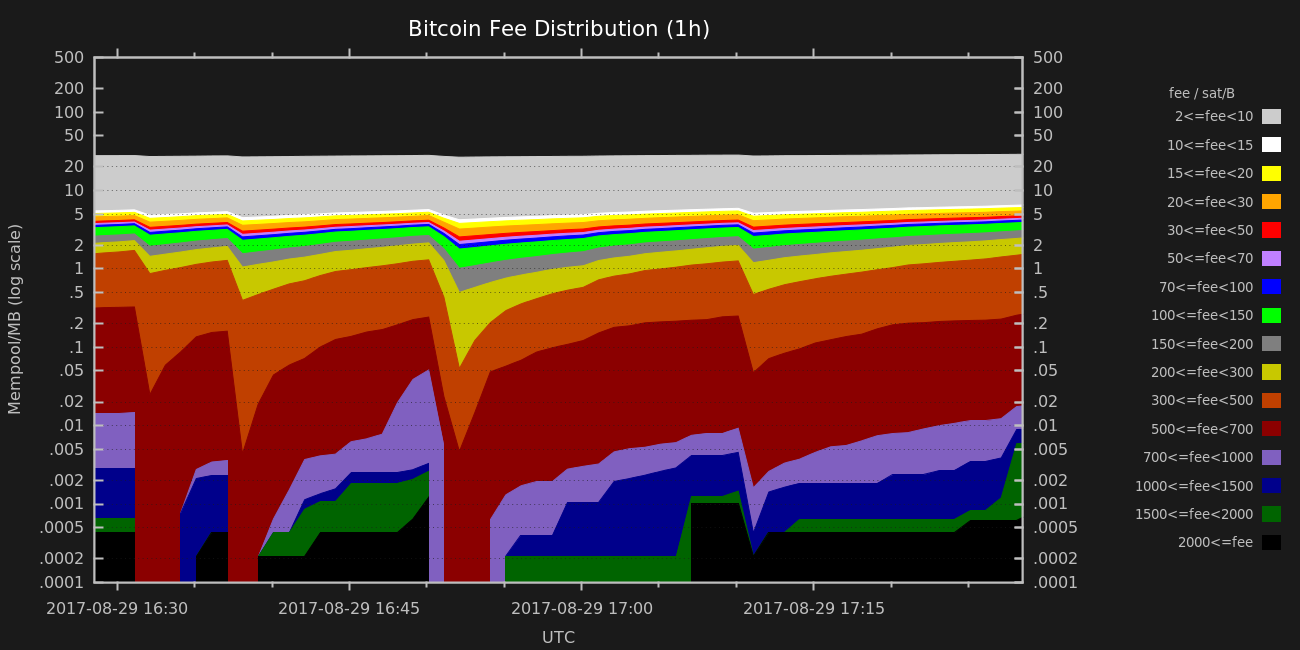 Bitcoin Fee Distribution (1h)
500 500
200 200
100 100
50 50
20 20
10 10
5 5
2 2
1 1
.5 .5
.2 .2
.1 .1
.05 .05
.02 .02
.01 .01
.005 .005
.002 .002
.001 .001
.0005 .0005
.0002 .0002
.0001 .0001
Mempool/MB (log scale)
2017-08-29 16:30 2017-08-29 16:45 2017-08-29 17:00 2017-08-29 17:15
UTC
fee / sat/B
2<=fee<10
10<=fee<15
15<=fee<20
20<=fee<30
30<=fee<50
50<=fee<70
70<=fee<100
100<=fee<150
150<=fee<200
200<=fee<300
300<=fee<500
500<=fee<700
700<=fee<1000
1000<=fee<1500
1500<=fee<2000
2000<=fee